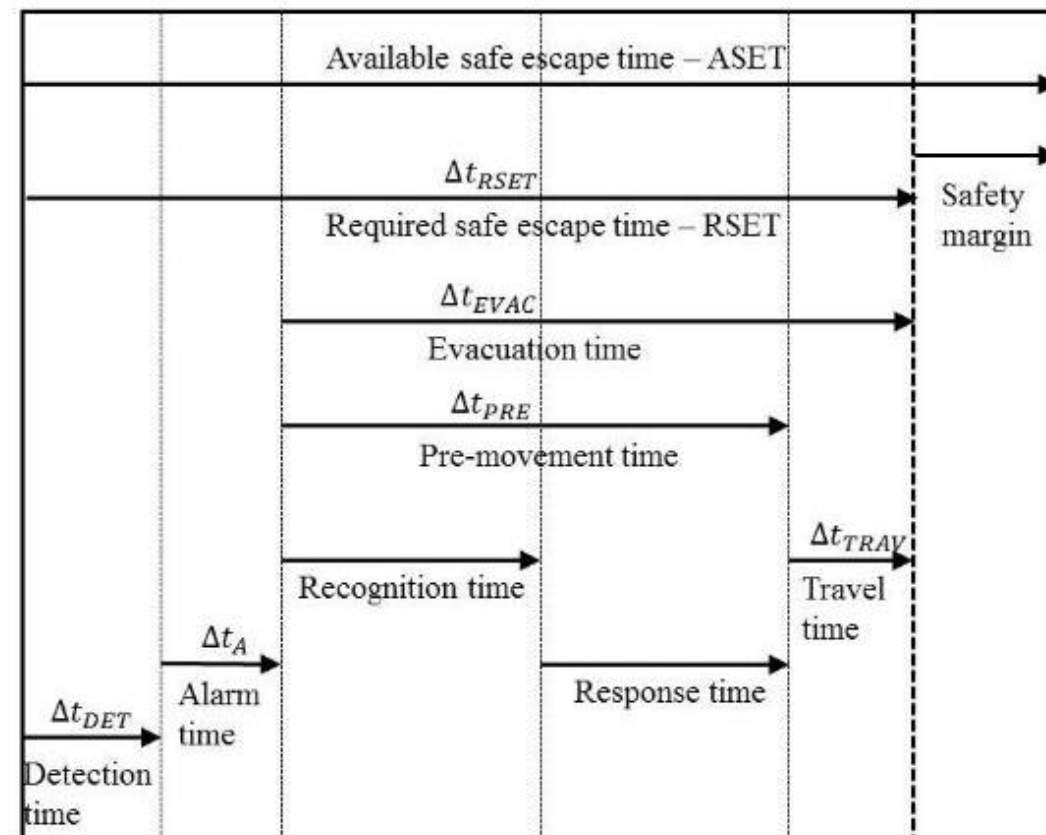 Available safe escape time – ASET
Δt_RSET
Required safe escape time – RSET
Safety
margin
Δt_EVAC
Evacuation time
Δt_PRE
Pre-movement time
Δt_TRAV
Recognition time
Travel
time
Δt_A
Alarm
time
Response time
Δt_DET
Detection
time